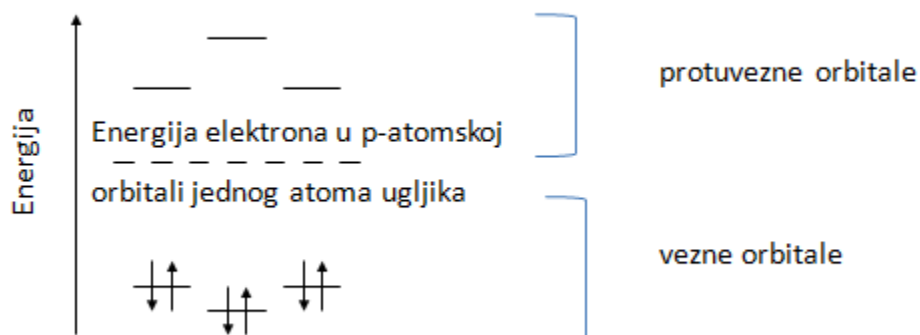 Energija
protuvezne orbitale
Energija elektrona u p-atomskoj
orbitali jednog atoma ugljika
vezne orbitale